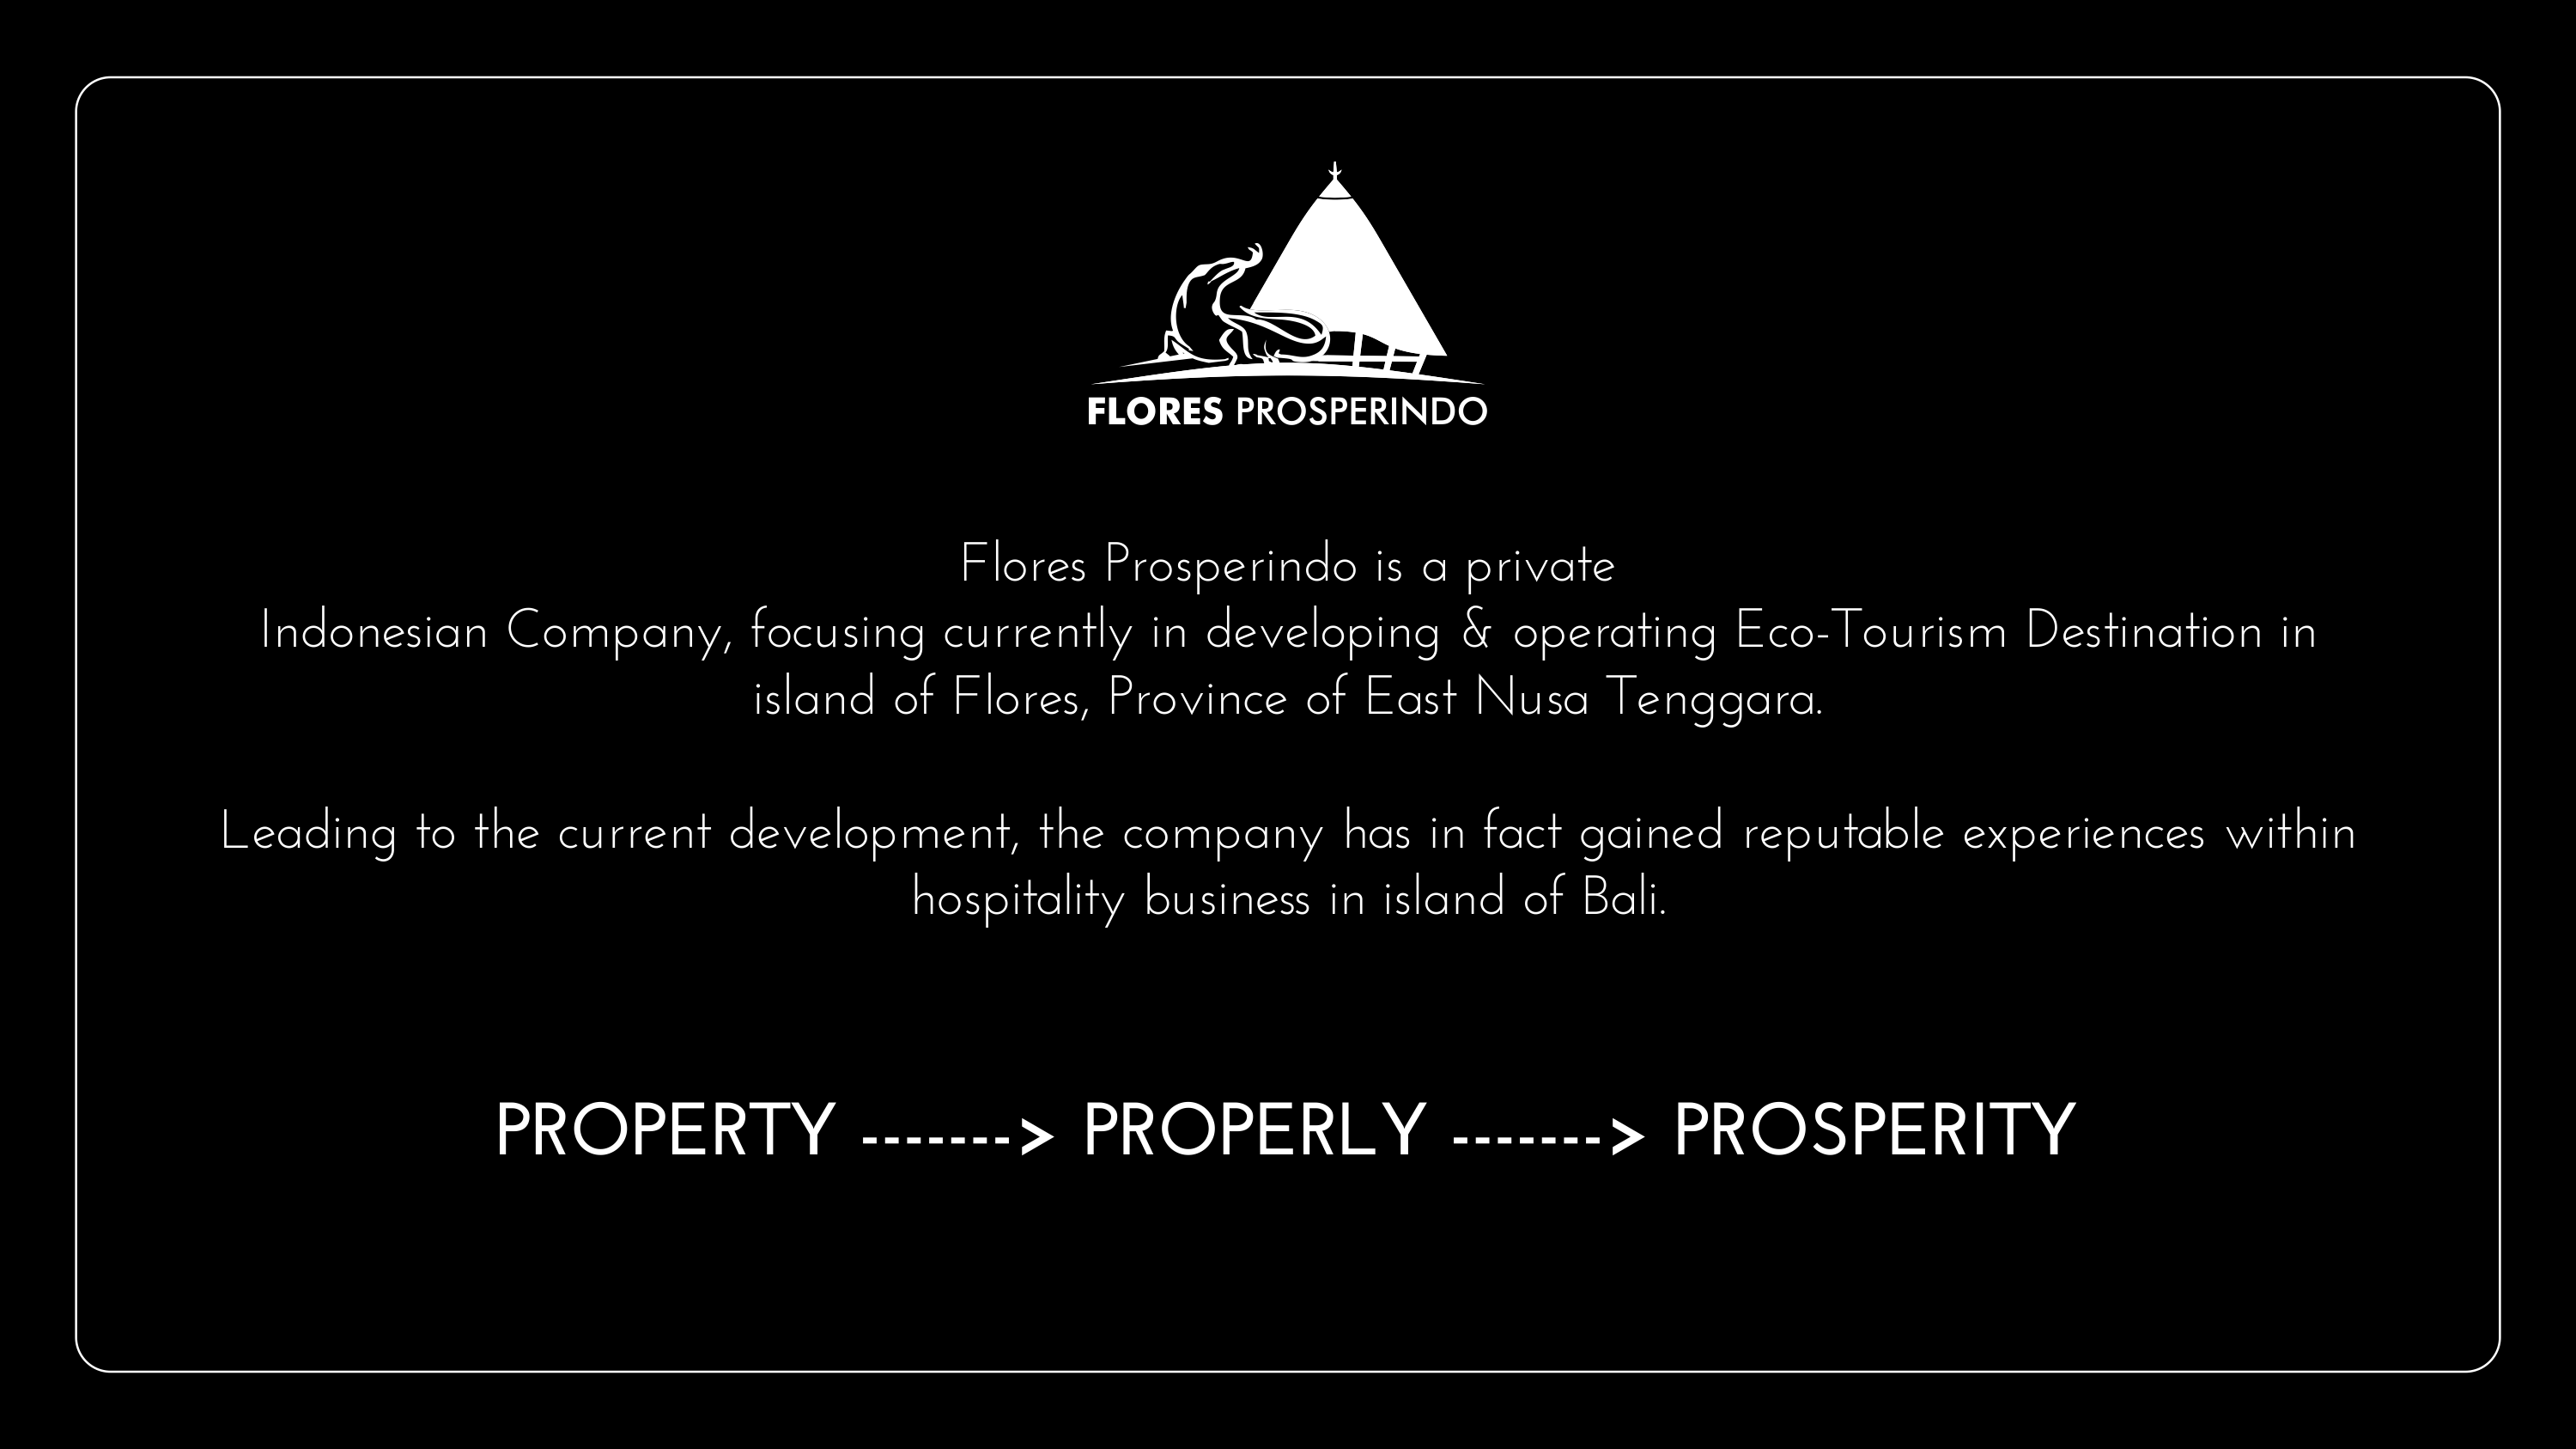 FLORES PROSPERINDO
Flores Prosperindo is a private
Indonesian Company, focusing currently in developing & operating Eco-Tourism Destination in
island of Flores, Province of East Nusa Tenggara.
Leading to the current development, the company has in fact gained reputable experiences within
hospitality business in island of Bali.
PROPERTY -------> PROPERLY -------> PROSPERITY